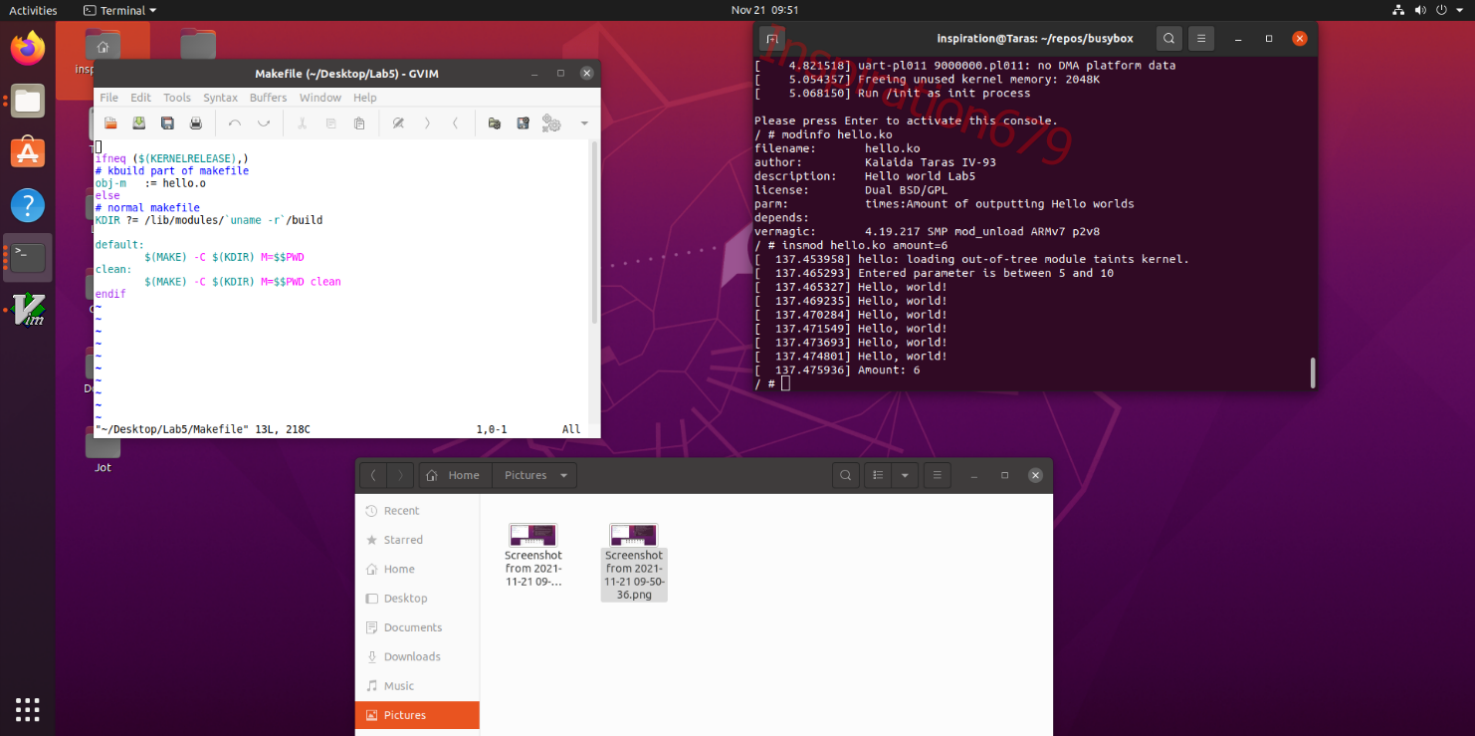 Activities
Terminal
Nov 21 09:51
Makefile (~/Desktop/Lab5) - GVIM
File Edit Tools Syntax Buffers Window Help
ifneq ($(KERNELRELEASE),)
# kbuild part of makefile
obj-m   := hello.o
else
# normal makefile
KDIR ?= /lib/modules/`uname -r`/build
default:
        $(MAKE) -C $(KDIR) M=$$PWD
clean:
        $(MAKE) -C $(KDIR) M=$$PWD clean
endif
~
~
~
~
~
~
~
~
~
~
"~/Desktop/Lab5/Makefile" 13L, 218C 1,0-1 All
Jot
inspiration@Taras: ~/repos/busybox
[    4.821518] uart-pl011 9000000.pl011: no DMA platform data
[    5.054357] Freeing unused kernel memory: 2048K
[    5.068150] Run /init as init process
Please press Enter to activate this console.
/ # modinfo hello.ko
filename:       hello.ko
author:         Kalaida Taras IV-93
description:    Hello world Lab5
license:        Dual BSD/GPL
parm:           times:Amount of outputting Hello worlds
depends:
vermagic:       4.19.217 SMP mod_unload ARMv7 p2v8
/ # insmod hello.ko amount=6
[  137.453958] hello: loading out-of-tree module taints kernel.
[  137.465293] Entered parameter is between 5 and 10
[  137.465327] Hello, world!
[  137.469235] Hello, world!
[  137.470284] Hello, world!
[  137.471549] Hello, world!
[  137.473693] Hello, world!
[  137.474801] Hello, world!
[  137.475936] Amount: 6
/ #
Inspiration679
Home
Pictures
Recent
Starred
Home
Desktop
Documents
Downloads
Music
Pictures
Screenshot
from 2021-
11-21 09-...
Screenshot
from 2021-
11-21 09-50-
36.png